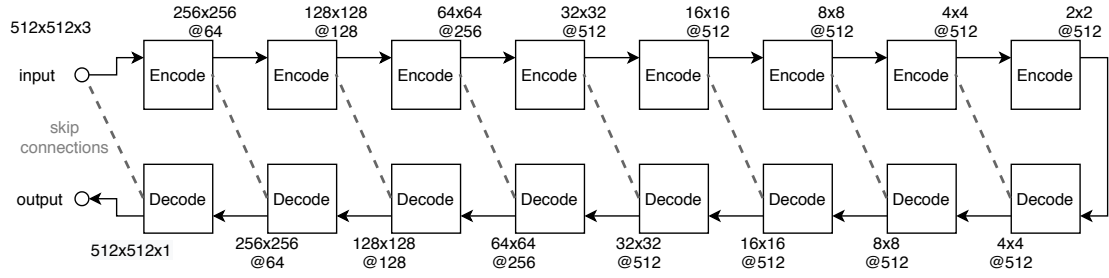 512x512x3
256x256
@64
128x128
@128
64x64
@256
32x32
@512
16x16
@512
8x8
@512
4x4
@512
2x2
@512
input
Encode
Encode
Encode
Encode
Encode
Encode
Encode
Encode
skip
connections
output
Decode
Decode
Decode
Decode
Decode
Decode
Decode
Decode
512x512x1
256x256
@64
128x128
@128
64x64
@256
32x32
@512
16x16
@512
8x8
@512
4x4
@512